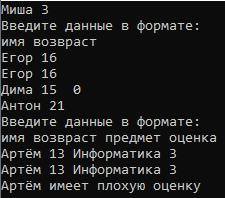 Миша 3
Введите данные в формате:
имя возвраст
Егор 16
Егор 16
Дима 15  0
Антон 21
Введите данные в формате:
имя возвраст предмет оценка
Артём 13 Информатика 3
Артём 13 Информатика 3
Артём имеет плохую оценку